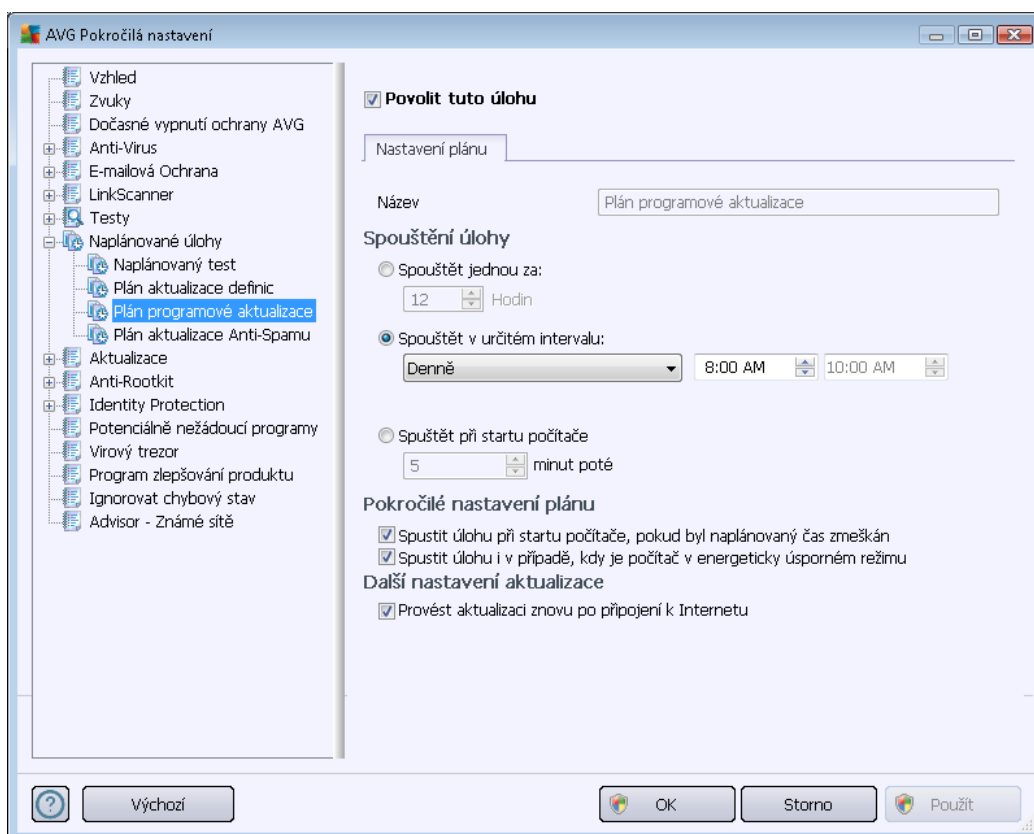 AVG Pokročilá nastavení
Vzhled
Zvuky
Dočasné vypnutí ochrany AVG
Anti-Virus
E-mailová Ochrana
LinkScanner
Testy
Naplánované úlohy
Naplánovaný test
Plán aktualizace definic
Plán programové aktualizace
Plán aktualizace Anti-Spamu
Aktualizace
Anti-Rootkit
Identity Protection
Potenciálně nežádoucí programy
Virový trezor
Program zlepšování produktu
Ignorovat chybový stav
Advisor - Známé sítě
Povolit tuto úlohu
Nastavení plánu
Název Plán programové aktualizace
Spouštění úlohy
Spouštět jednou za:
12 Hodin
Spouštět v určitém intervalu:
Denně 8:00 AM 10:00 AM
Spuštět při startu počítače
5 minut poté
Pokročilé nastavení plánu
Spustit úlohu při startu počítače, pokud byl naplánovaný čas zmeškán
Spustit úlohu i v případě, kdy je počítač v energeticky úsporném režimu
Další nastavení aktualizace
Provést aktualizaci znovu po připojení k Internetu
? Výchozí OK Storno Použít